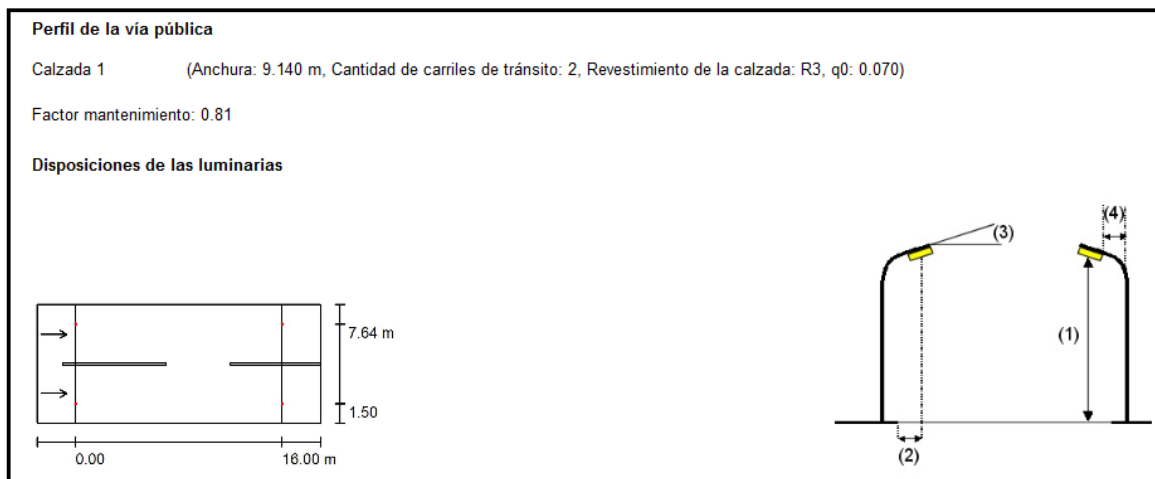 Perfil de la vía pública
Calzada 1 (Anchura: 9.140 m, Cantidad de carriles de tránsito: 2, Revestimiento de la calzada: R3, q0: 0.070)
Factor mantenimiento: 0.81
Disposiciones de las luminarias
(4)
(3)
7.64 m
(1)
1.50
0.00 16.00 m
(2)